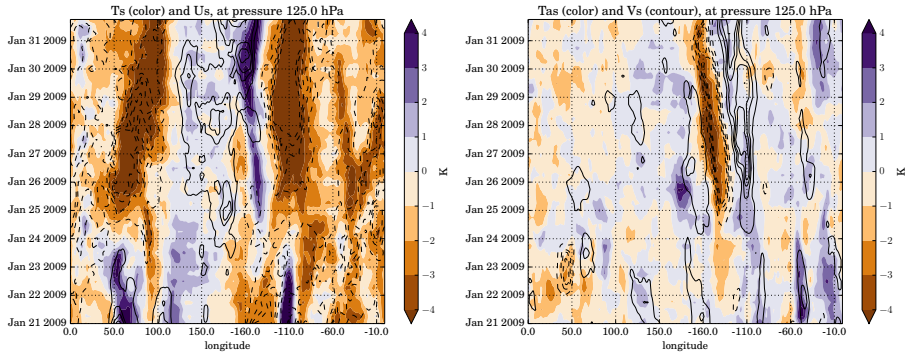 Ts (color) and Us, at pressure 125.0 hPa
Jan 31 2009
Jan 30 2009
Jan 29 2009
Jan 28 2009
Jan 27 2009
Jan 26 2009
Jan 25 2009
Jan 24 2009
Jan 23 2009
Jan 22 2009
Jan 21 2009
0.0 50.0 100.0 150.0 -160.0 -110.0 -60.0 -10.0
longitude
4
3
2
1
0
−1
−2
−3
−4
K
Tas (color) and Vs (contour), at pressure 125.0 hPa
Jan 31 2009
Jan 30 2009
Jan 29 2009
Jan 28 2009
Jan 27 2009
Jan 26 2009
Jan 25 2009
Jan 24 2009
Jan 23 2009
Jan 22 2009
Jan 21 2009
0.0 50.0 100.0 150.0 -160.0 -110.0 -60.0 -10.0
longitude
4
3
2
1
0
−1
−2
−3
−4
K